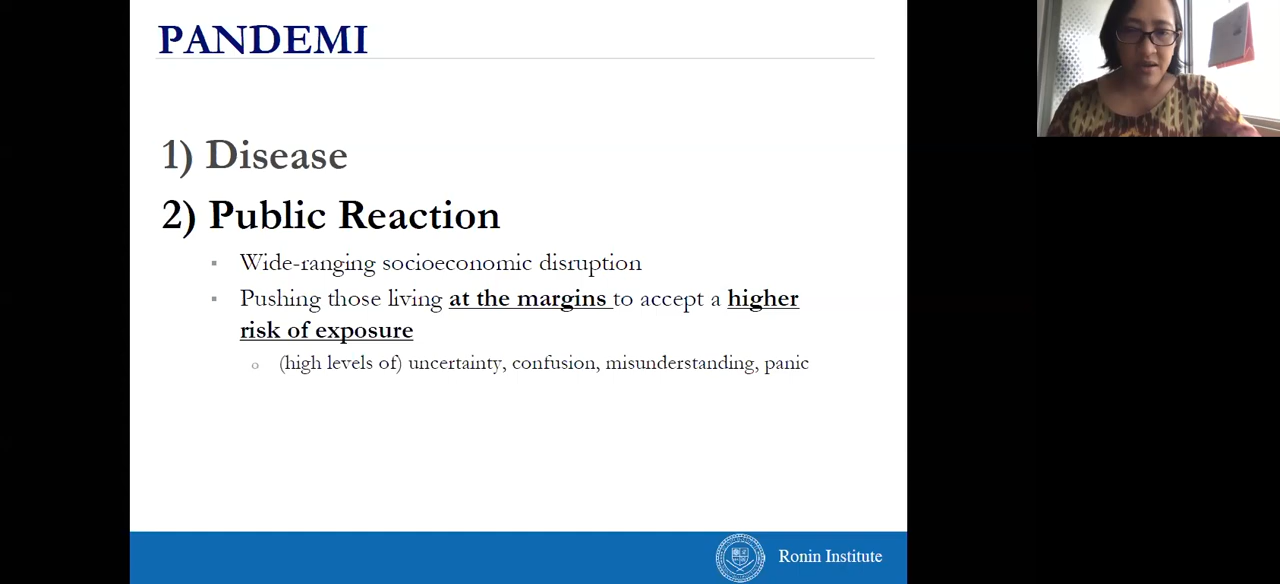 PANDEMI
1) Disease
2) Public Reaction
▪ Wide-ranging socioeconomic disruption
▪ Pushing those living at the margins to accept a higher
risk of exposure
o (high levels of) uncertainty, confusion, misunderstanding, panic
Ronin Institute